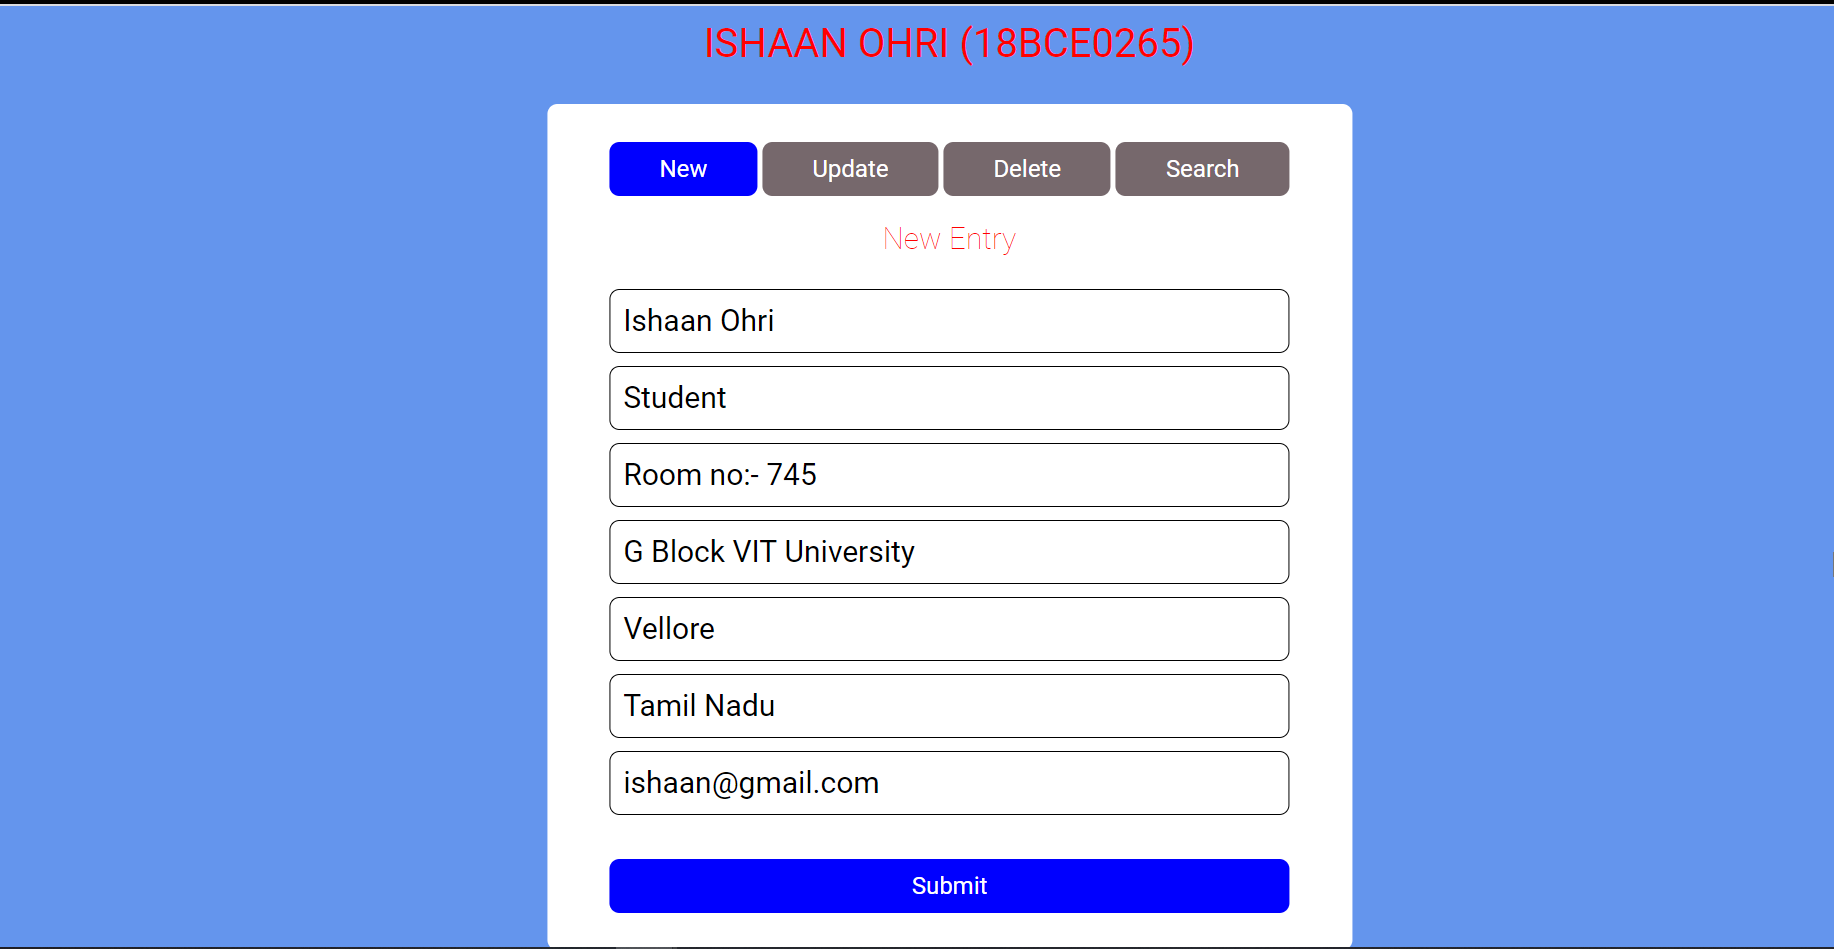 ISHAAN OHRI (18BCE0265)
New Update Delete Search
New Entry
Ishaan Ohri
Student
Room no:- 745
G Block VIT University
Vellore
Tamil Nadu
ishaan@gmail.com
Submit